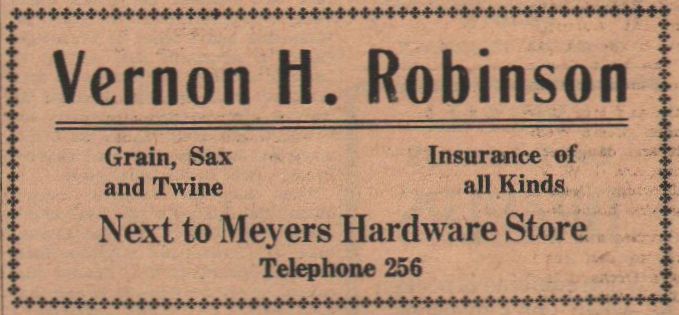 Vernon H. Robinson
Grain, Sax
and Twine
Insurance of
all Kinds
Next to Meyers Hardware Store
Telephone 256